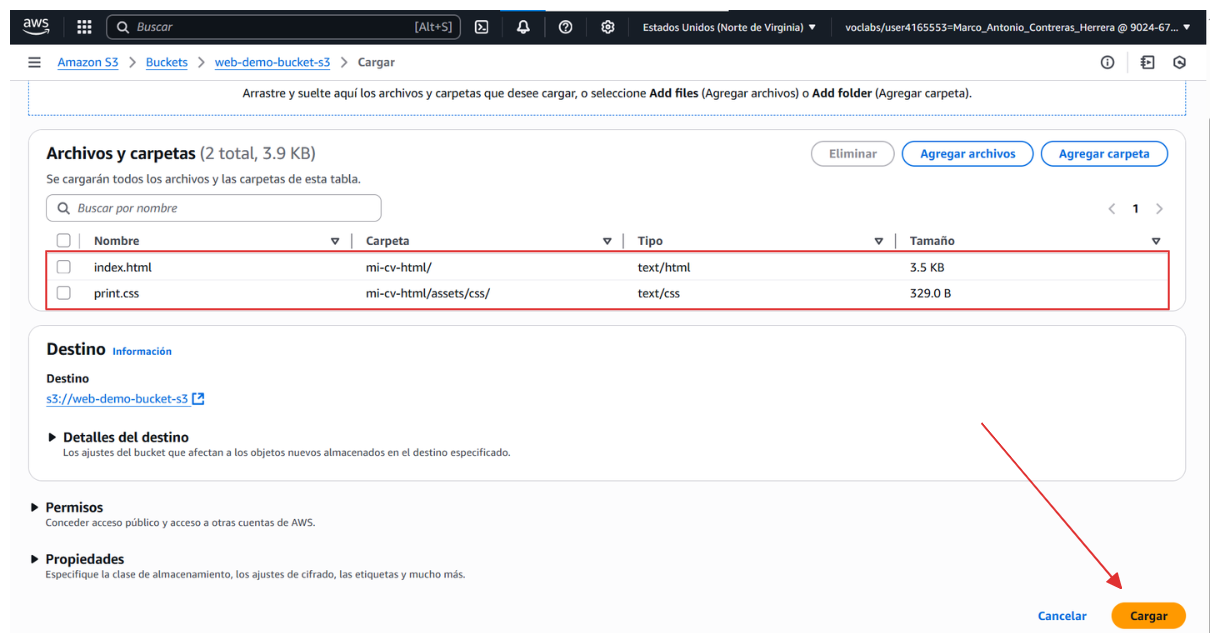 aws
Buscar [Alt+S] Estados Unidos (Norte de Virginia) voclabs/user4165553=Marco_Antonio_Contreras_Herrera @ 9024-67...
Amazon S3 > Buckets > web-demo-bucket-s3 > Cargar
Arrastre y suelte aquí los archivos y carpetas que desee cargar, o seleccione Add files (Agregar archivos) o Add folder (Agregar carpeta).
Archivos y carpetas (2 total, 3.9 KB) Eliminar Agregar archivos Agregar carpeta
Se cargarán todos los archivos y las carpetas de esta tabla.
Buscar por nombre < 1 >
Nombre Carpeta Tipo Tamaño
index.html mi-cv-html/ text/html 3.5 KB
print.css mi-cv-html/assets/css/ text/css 329.0 B
Destino Información
Destino
s3://web-demo-bucket-s3
Detalles del destino
Los ajustes del bucket que afectan a los objetos nuevos almacenados en el destino especificado.
Permisos
Conceder acceso público y acceso a otras cuentas de AWS.
Propiedades
Especifique la clase de almacenamiento, los ajustes de cifrado, las etiquetas y mucho más.
Cancelar Cargar